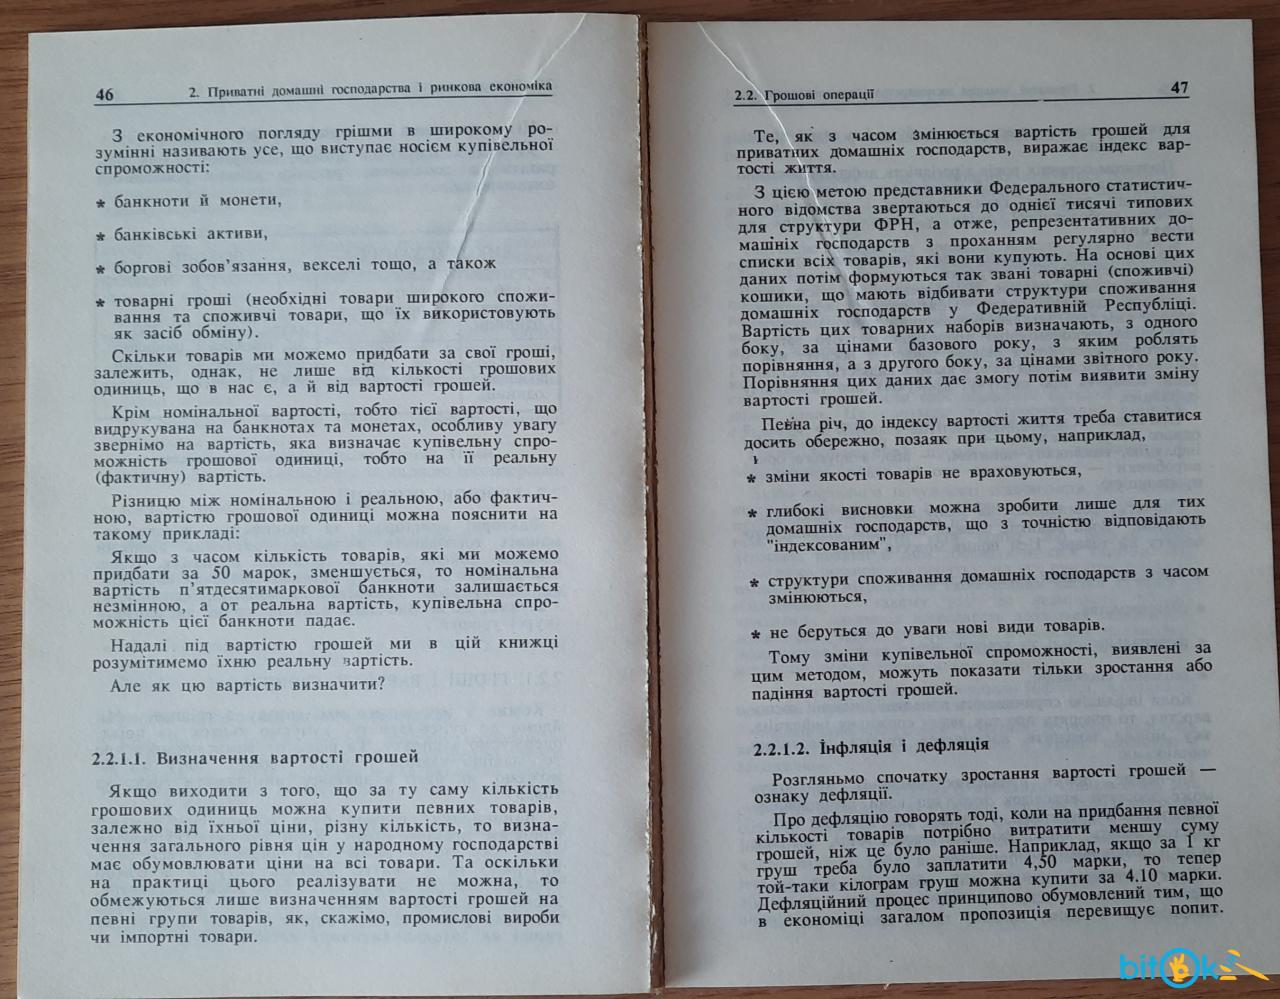 46 2. Приватні домашні господарства і ринкова економіка
З економічного погляду грішми в широкому ро-
зумінні називають усе, що виступає носієм купівельної
спроможності:
* банкноти й монети,
* банківські активи,
* боргові зобов'язання, векселі тощо, а також
* товарні гроші (необхідні товари широкого спожи-
вання та споживчі товари, що їх використовують
як засіб обміну).
Скільки товарів ми можемо придбати за свої гроші,
залежить, однак, не лише від кількості грошових
одиниць, що в нас є, а й від вартості грошей.
Крім номінальної вартості, тобто тієї вартості, що
видрукувана на банкнотах та монетах, особливу увагу
звернімо на вартість, яка визначає купівельну спро-
можність грошової одиниці, тобто на її реальну
(фактичну) вартість.
Різницю між номінальною і реальною, або фактич-
ною, вартістю грошової одиниці можна пояснити на
такому прикладі:
Якщо з часом кількість товарів, які ми можемо
придбати за 50 марок, зменшується, то номінальна
вартість п'ятдесятимаркової банкноти залишається
незмінною, а от реальна вартість, купівельна спро-
можність цієї банкноти падає.
Надалі під вартістю грошей ми в цій книжці
розумітимемо їхню реальну вартість.
Але як цю вартість визначити?
2.2.1.1. Визначення вартості грошей
Якщо виходити з того, що за ту саму кількість
грошових одиниць можна купити певних товарів,
залежно від їхньої ціни, різну кількість, то визна-
чення загального рівня цін у народному господарстві
має обумовлювати ціни на всі товари. Та оскільки
на практиці цього реалізувати не можна, то
обмежуються лише визначенням вартості грошей на
певні групи товарів, як, скажімо, промислові вироби
чи імпортні товари.
2.2. Грошові операції 47
Те, як з часом змінюється вартість грошей для
приватних домашніх господарств, виражає індекс вар-
тості життя.
З цією метою представники Федерального статистич-
ного відомства звертаються до однієї тисячі типових
для структури ФРН, а отже, репрезентативних до-
машніх господарств з проханням регулярно вести
списки всіх товарів, які вони купують. На основі цих
даних потім формуються так звані товарні (споживчі)
кошики, що мають відбивати структури споживання
домашніх господарств у Федеративній Республіці.
Вартість цих товарних наборів визначають, з одного
боку, за цінами базового року, з яким роблять
порівняння, а з другого боку, за цінами звітного року.
Порівняння цих даних дає змогу потім виявити зміну
вартості грошей.
Певна річ, до індексу вартості життя треба ставитися
досить обережно, позаяк при цьому, наприклад,
* зміни якості товарів не враховуються,
* глибокі висновки можна зробити лише для тих
домашніх господарств, що з точністю відповідають
"індексованим",
* структури споживання домашніх господарств з часом
змінюються,
* не беруться до уваги нові види товарів.
Тому зміни купівельної спроможності, виявлені за
цим методом, можуть показати тільки зростання або
падіння вартості грошей.
2.2.1.2. Інфляція і дефляція
Розгляньмо спочатку зростання вартості грошей —
ознаку дефляції.
Про дефляцію говорять тоді, коли на придбання певної
кількості товарів потрібно витратити меншу суму
грошей, ніж це було раніше. Наприклад, якщо за 1 кг
груш треба було заплатити 4,50 марки, то тепер
той-таки кілограм груш можна купити за 4.10 марки.
Дефляційний процес принципово обумовлений тим, що
в економіці загалом пропозиція перевищує попит.